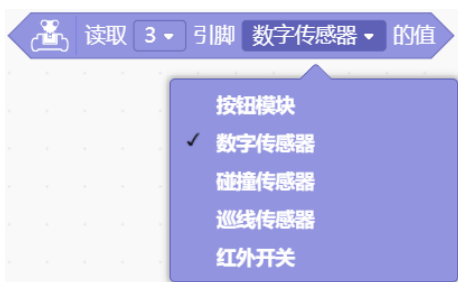 读取 3 引脚 数字传感器 的值
按钮模块
数字传感器
碰撞传感器
巡线传感器
红外开关